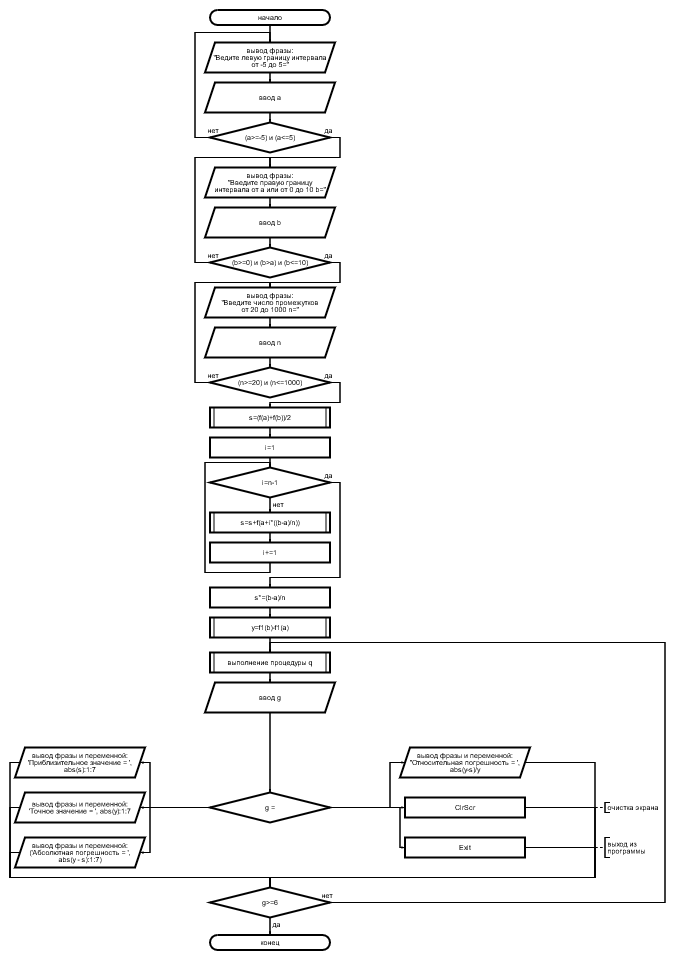 начало
вывод фразы:
"Ведите левую границу интервала
от -5 до 5="
ввод a
(a>=-5) и (a<=5)
нет
да
вывод фразы:
"Введите правую границу
интервала от а или от 0 до 10 b="
ввод b
(b>=0) и (b>a) и (b<=10)
нет
да
вывод фразы:
"Введите число промежутков
от 20 до 1000 n="
ввод n
(n>=20) и (n<=1000)
нет
да
s=(f(a)+f(b))/2
i=1
i=n-1
да
нет
s=s+f(a+i*((b-a)/n))
i+=1
s*=(b-a)/n
y=f1(b)-f1(a)
выполнение процедуры q
ввод g
g =
вывод фразы и переменной:
'Приблизительное значение = ',
abs(s):1:7
вывод фразы и переменной:
'Точное значение = ', abs(y):1:7
вывод фразы и переменной:
('Абсолютная погрешность = ',
abs(y - s):1:7)
вывод фразы и переменной:
"Относительная погрешность = ',
abs(y-s)/y
ClrScr
очистка экрана
Exit
выход из
программы
g>=6
нет
да
конец